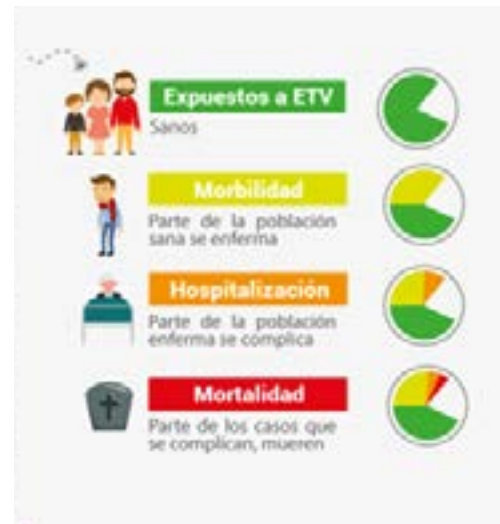 Expuestos a ETV
Sanos
Morbilidad
Parte de la población
sana se enferma
Hospitalización
Parte de la población
enferma se complica
Mortalidad
Parte de los casos que
se complican, mueren